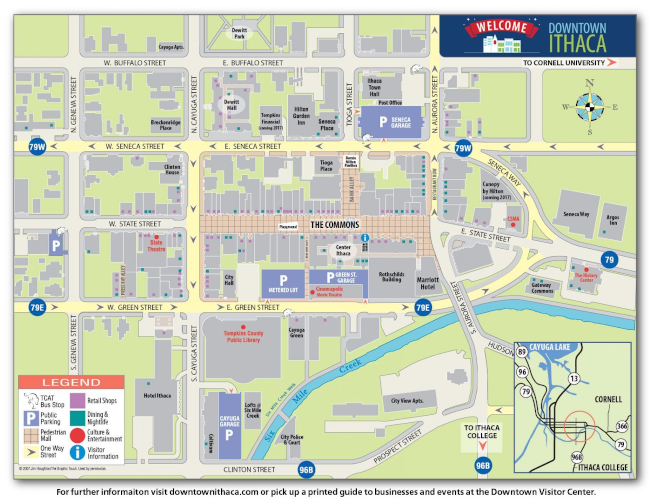 WELCOME
DOWNTOWN
ITHACA
TO CORNELL UNIVERSITY
Dewitt
Park
Cayuga Apts.
W. BUFFALO STREET
E. BUFFALO STREET
N. GENEVA STREET
N. CAYUGA STREET
TIOGA STREET
N. AURORA STREET
Breckenridge
Place
Dewitt
Mall
Tompkins
Financial
(coming 2017)
Hilton
Garden
Inn
Seneca
Place
Ithaca
Town
Hall
Post Office
P
SENECA
GARAGE
N
W
E
S
79W
W. SENECA STREET
E. SENECA STREET
79W
SENECA WAY
Clinton
House
Tioga
Place
Bernie
Milton
Pavilion
BANK ALLEY
Canopy
by Hilton
(coming 2017)
Seneca Way
Argos
Inn
W. STATE STREET
THE COMMONS
Playground
CSMA
E. STATE STREET
P
State
Theatre
Center
Ithaca
79
City
Hall
P
METERED LOT
P
GREEN ST.
GARAGE
Cinemapolis
Movie Theatre
Rothschilds
Building
Marriott
Hotel
The History
Center
Gateway
Commons
79E
W. GREEN STREET
E. GREEN STREET
79E
Tompkins County
Public Library
Cayuga
Green
S. GENEVA STREET
S. CAYUGA STREET
S. AURORA STREET
HUDSON
Six Mile Creek Walk
Six
Mile
Creek
LEGEND
TCAT
Bus Stop
Public
Parking
Pedestrian
Mall
One Way
Street
Retail Shops
Dining &
Nightlife
Culture &
Entertainment
Visitor
Information
Hotel Ithaca
CAYUGA
GARAGE
P
Lofts @
Six Mile
Creek
City Police
& Court
City View Apts.
PROSPECT STREET
CLINTON STREET
96B
TO ITHACA
COLLEGE
96B
CAYUGA LAKE
89
96
79
13
CORNELL
366
79
96B
ITHACA COLLEGE
For further informaiton visit downtownithaca.com or pick up a printed guide to businesses and events at the Downtown Visitor Center.